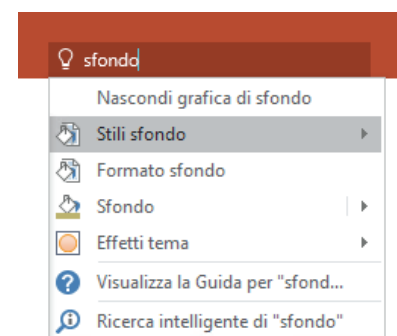 sfondo
Nascondi grafica di sfondo
Stili sfondo
Formato sfondo
Sfondo
Effetti tema
Visualizza la Guida per "sfond...
Ricerca intelligente di "sfondo"